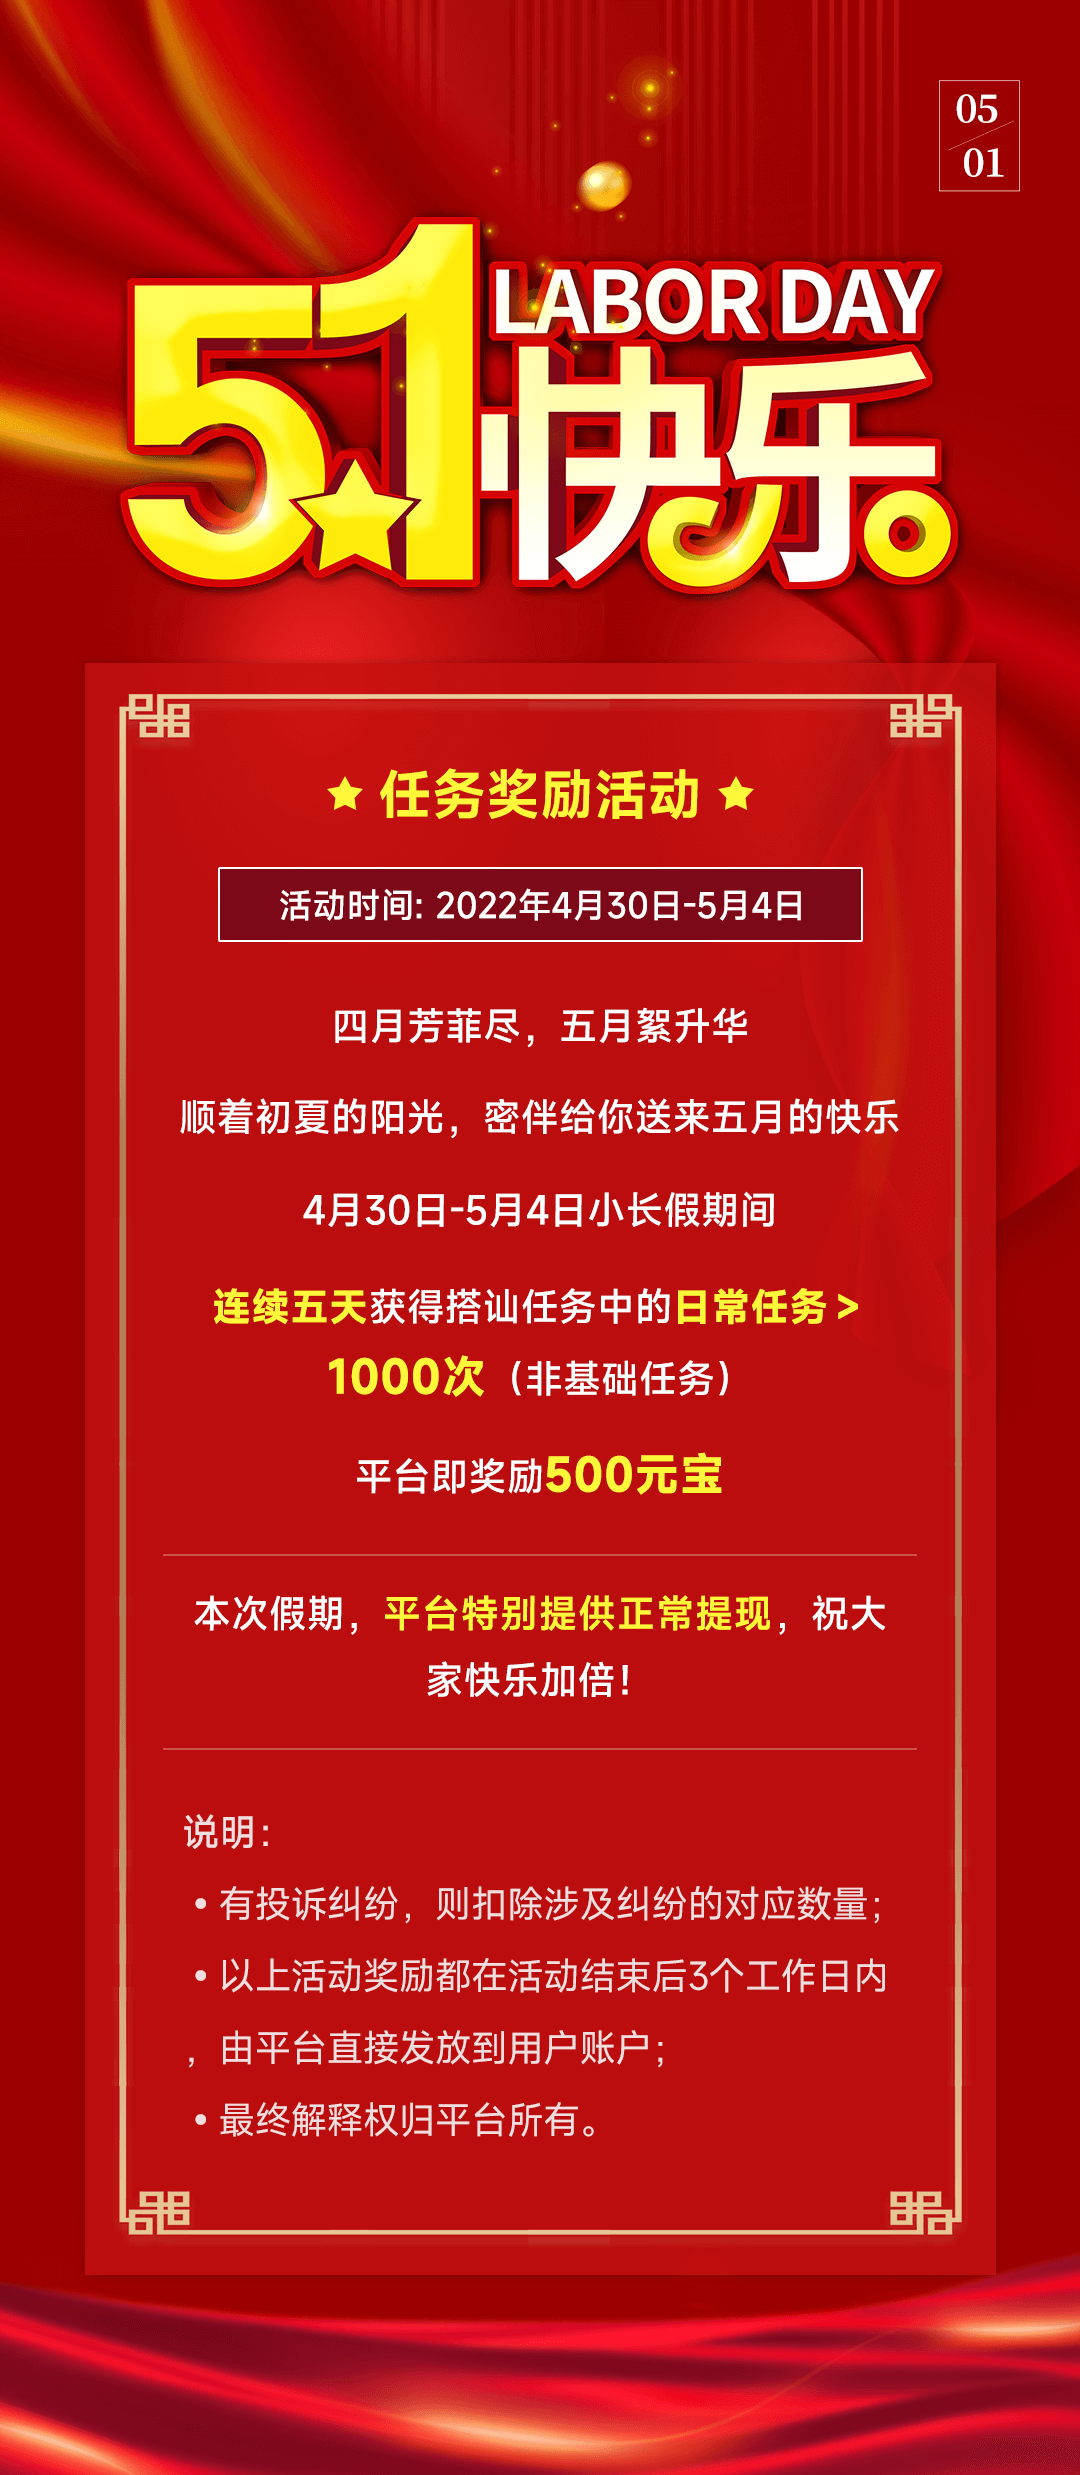 05
01
51
LABOR DAY
快乐
任务奖励活动
活动时间: 2022年4月30日-5月4日
四月芳菲尽，五月絮升华
顺着初夏的阳光，密伴给你送来五月的快乐
4月30日-5月4日小长假期间
连续五天获得搭讪任务中的日常任务>
1000次（非基础任务）
平台即奖励500元宝
本次假期，平台特别提供正常提现，祝大
家快乐加倍！
说明：
•有投诉纠纷，则扣除涉及纠纷的对应数量；
•以上活动奖励都在活动结束后3个工作日内
，由平台直接发放到用户账户；
•最终解释权归平台所有。